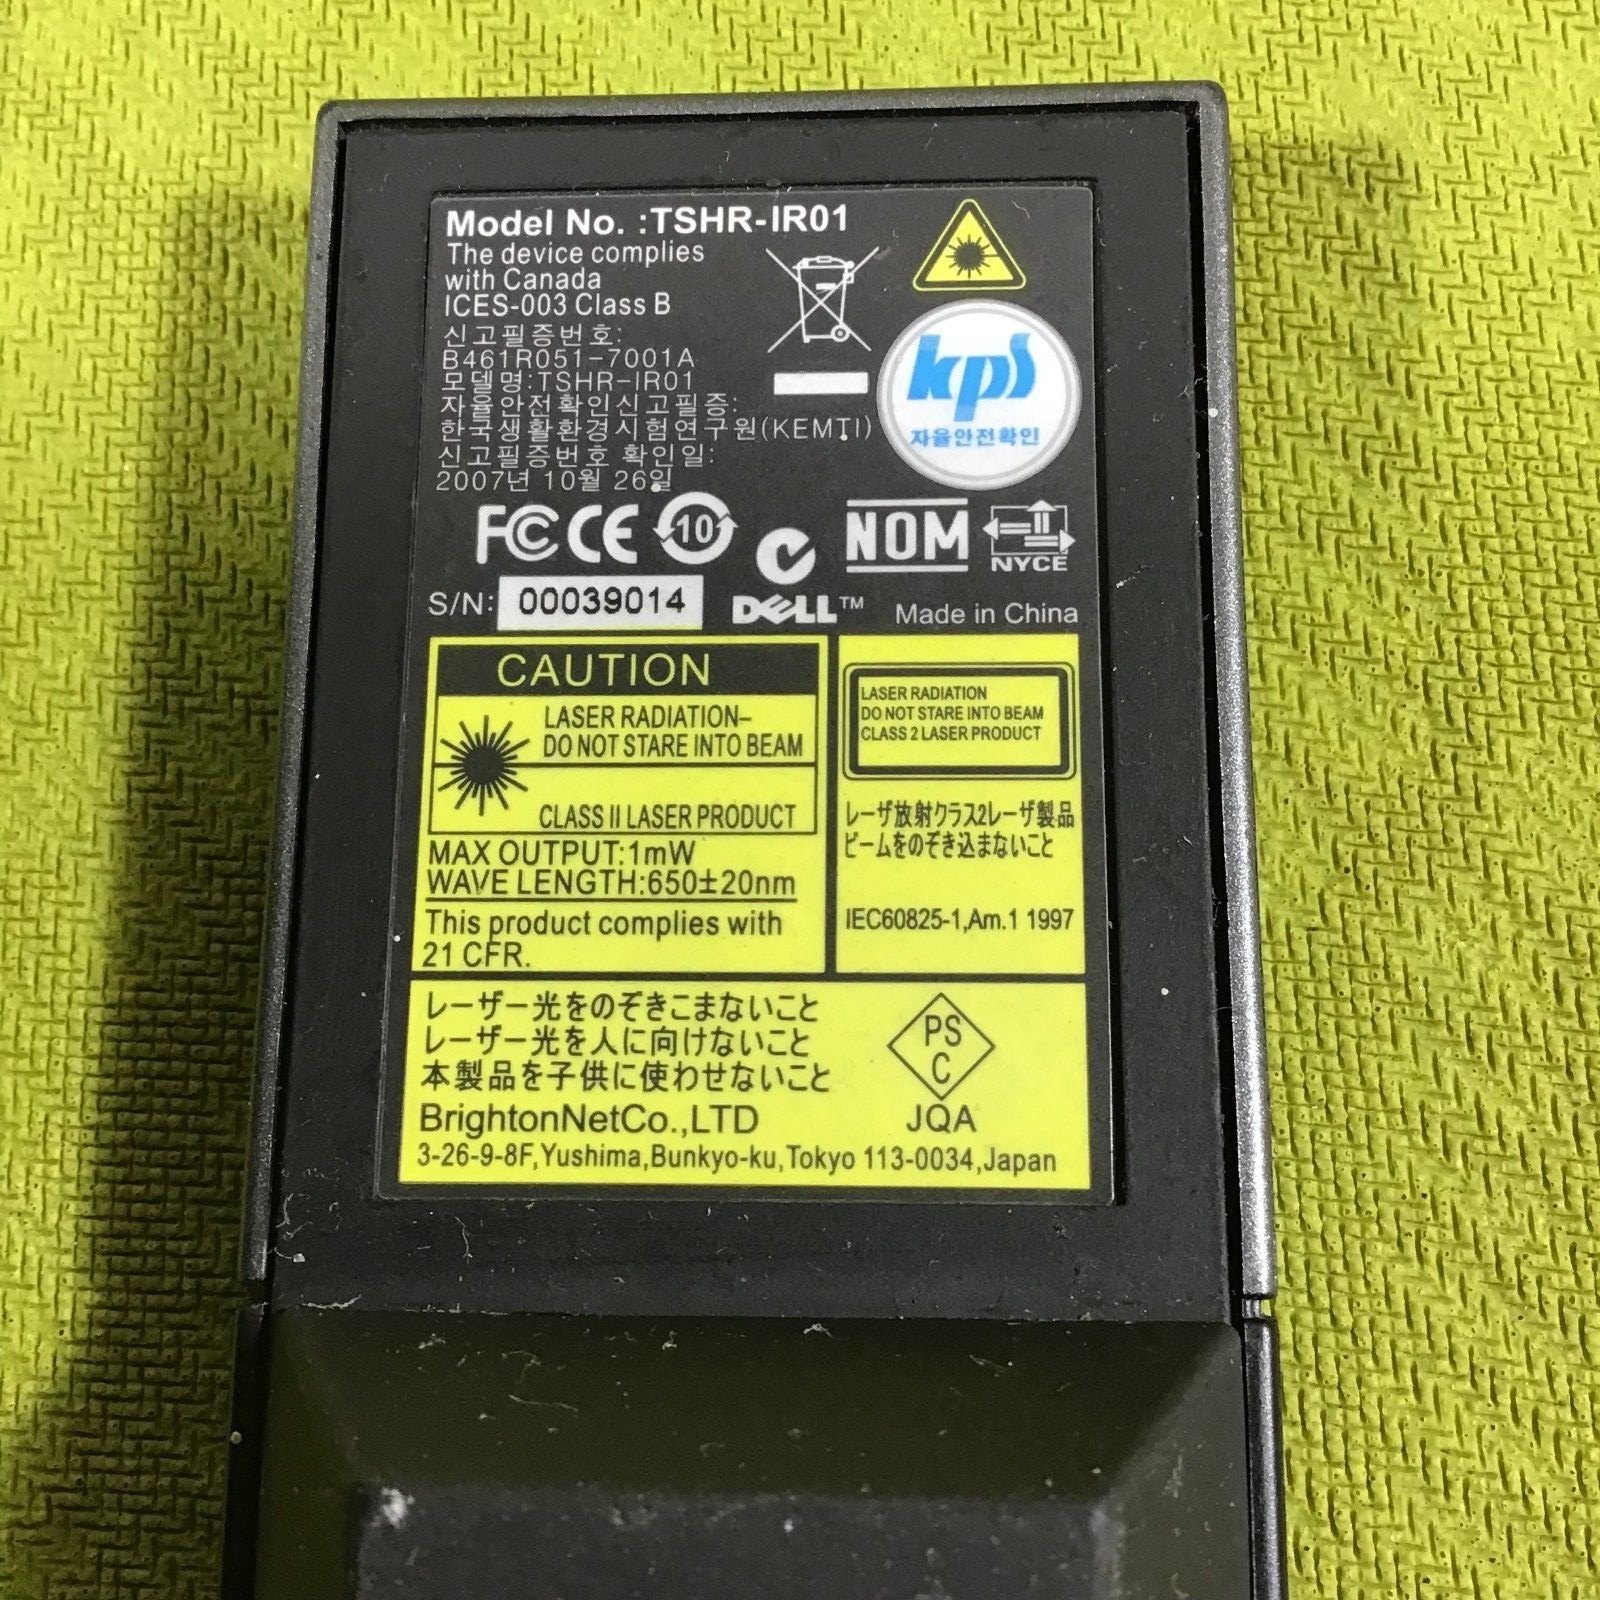 Model No. :TSHR-IR01
The device complies
with Canada
ICES-003 Class B
신고필증번호:
B461R051-7001A
모델명:TSHR-IR01
자율안전확인신고필증:
한국생활환경시험연구원(KEMTI)
신고필증번호 확인일:
2007년 10월 26일
kps
자율안전확인
FC CE 10 NOM
NYCE
S/N: 00039014 DELL™ Made in China
CAUTION
LASER RADIATION–
DO NOT STARE INTO BEAM
CLASS II LASER PRODUCT
MAX OUTPUT:1mW
WAVE LENGTH:650±20nm
This product complies with
21 CFR.
LASER RADIATION
DO NOT STARE INTO BEAM
CLASS 2 LASER PRODUCT
レーザ放射クラス2レーザ製品
ビームをのぞき込まないこと
IEC60825-1,Am.1 1997
レーザー光をのぞきこまないこと
レーザー光を人に向けないこと
本製品を子供に使わせないこと
BrightonNetCo.,LTD
3-26-9-8F,Yushima,Bunkyo-ku,Tokyo 113-0034,Japan
PS
C
JQA